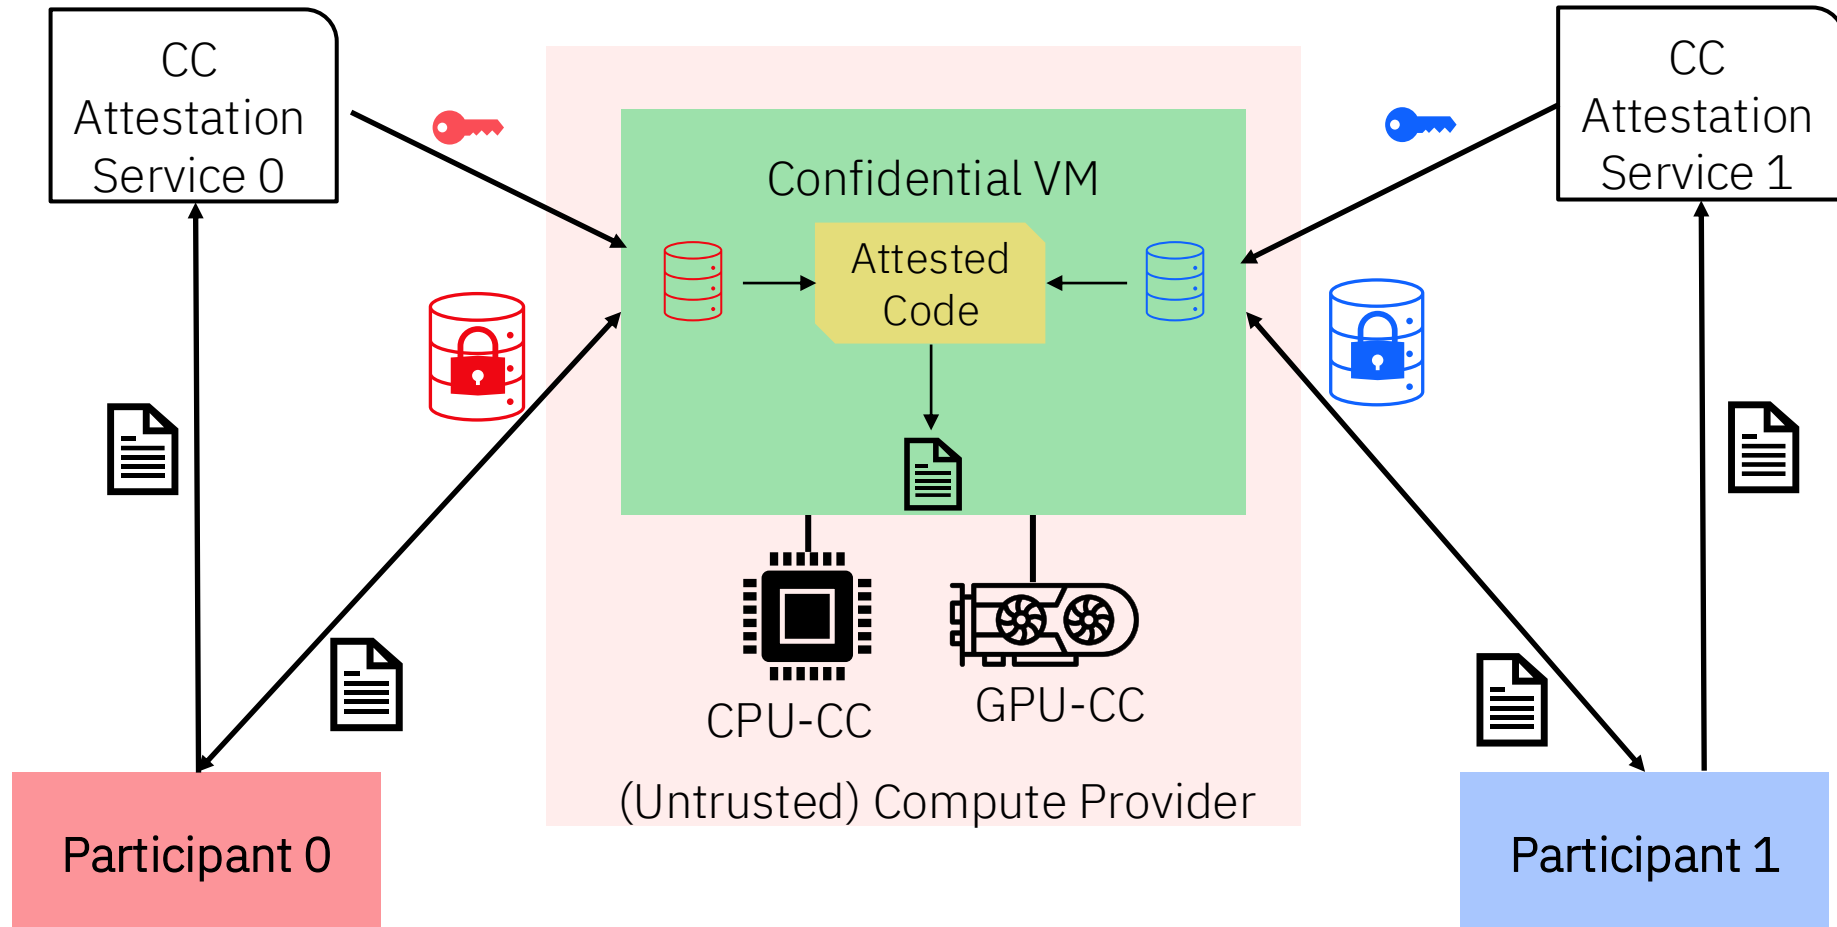 CC
Attestation
Service 0
CC
Attestation
Service 1
Confidential VM
Attested
Code
CPU-CC
GPU-CC
(Untrusted) Compute Provider
Participant 0
Participant 1